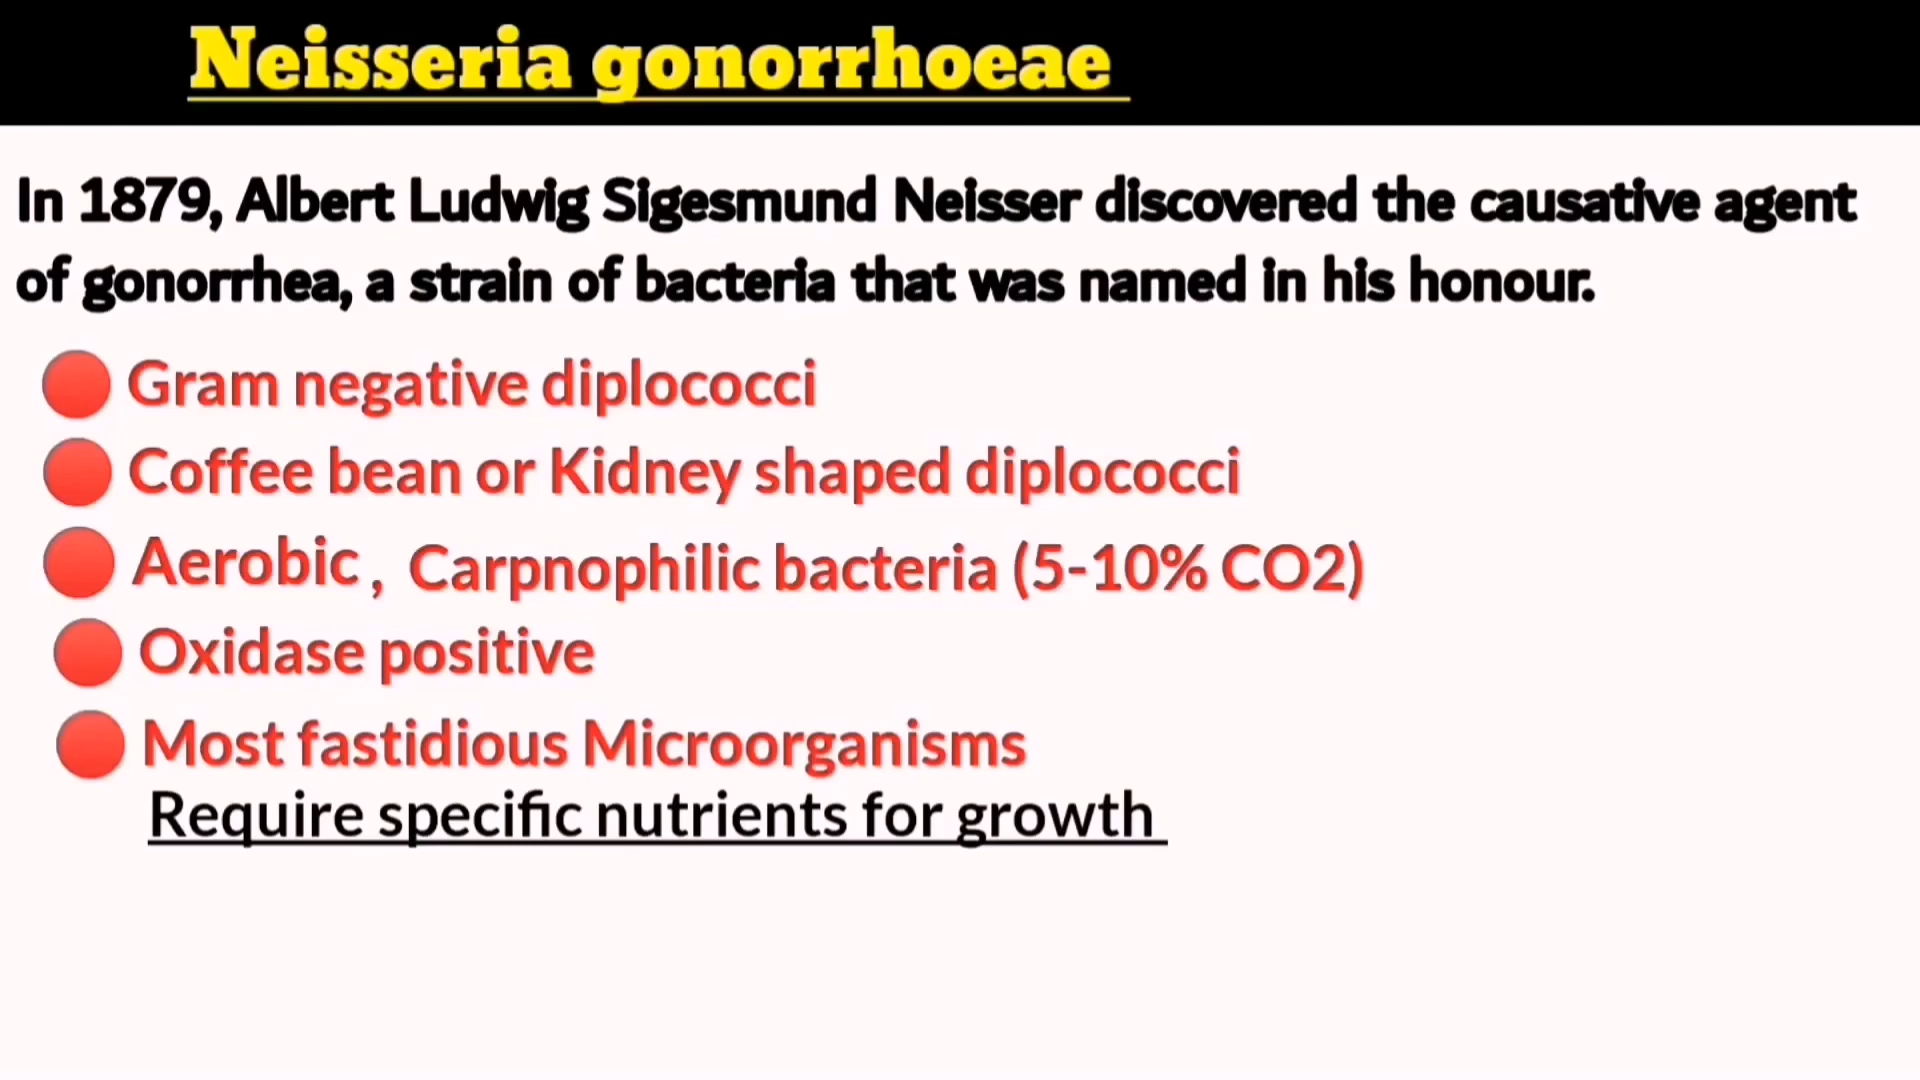 Neisseria gonorrhoeae
In 1879, Albert Ludwig Sigesmund Neisser discovered the causative agent
of gonorrhea, a strain of bacteria that was named in his honour.
Gram negative diplococci
Coffee bean or Kidney shaped diplococci
Aerobic , Carpnophilic bacteria (5-10% CO2)
Oxidase positive
Most fastidious Microorganisms
Require specific nutrients for growth